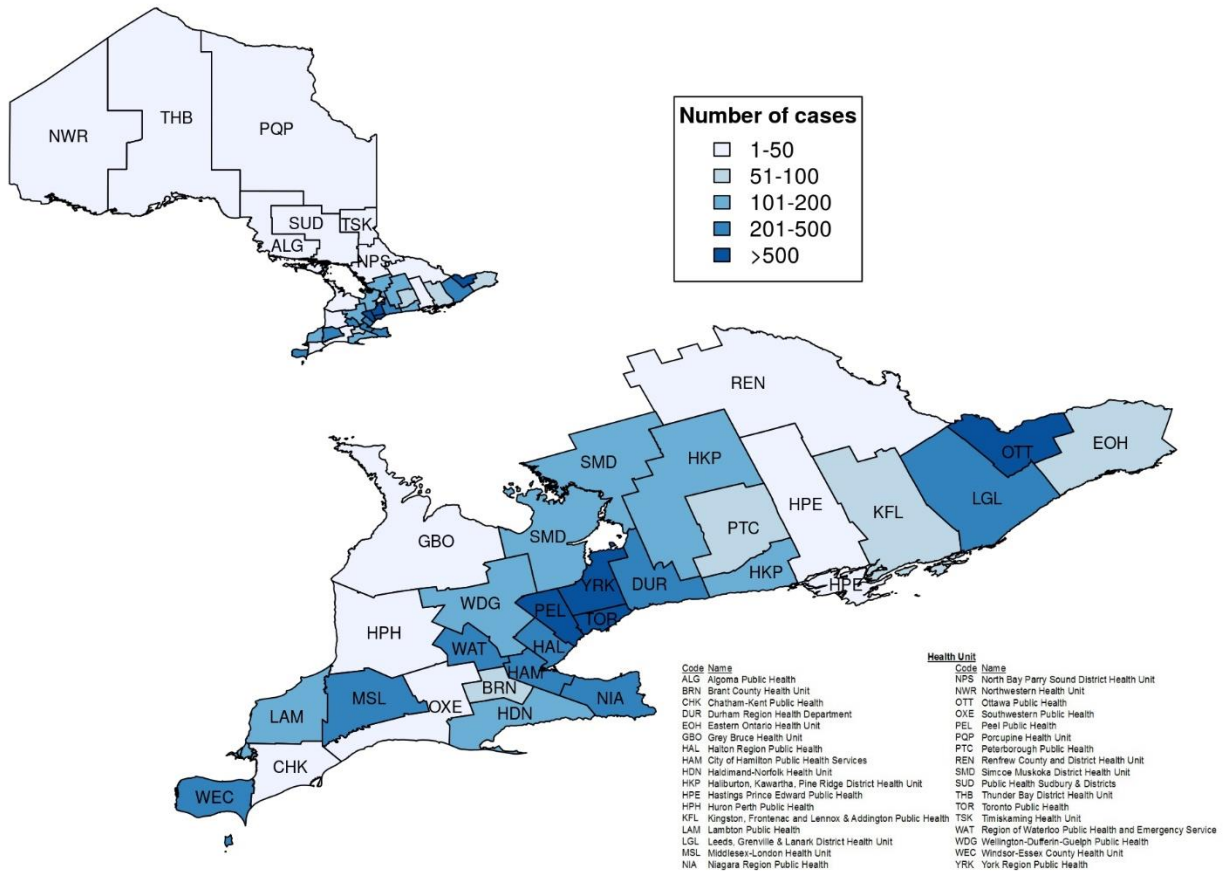 NWR
THB
PQP
SUD
TSK
ALG
NPS
Number of cases
1-50
51-100
101-200
201-500
>500
REN
SMD
HKP
OTT
EOH
HPE
KFL
LGL
PTC
GBO
SMD
YRK
DUR
HKP
HPE
WDG
PEL
TOR
HPH
WAT
HAL
HAM
BRN
MSL
OXE
NIA
LAM
HDN
CHK
WEC
Health Unit
Code Name
ALG Algoma Public Health
BRN Brant County Health Unit
CHK Chatham-Kent Public Health
DUR Durham Region Health Department
EOH Eastern Ontario Health Unit
GBO Grey Bruce Health Unit
HAL Halton Region Public Health
HAM City of Hamilton Public Health Services
HDN Haldimand-Norfolk Health Unit
HKP Haliburton, Kawartha, Pine Ridge District Health Unit
HPE Hastings Prince Edward Public Health
HPH Huron Perth Public Health
KFL Kingston, Frontenac and Lennox & Addington Public Health
LAM Lambton Public Health
LGL Leeds, Grenville & Lanark District Health Unit
MSL Middlesex-London Health Unit
NIA Niagara Region Public Health
Code Name
NPS North Bay Parry Sound District Health Unit
NWR Northwestern Health Unit
OTT Ottawa Public Health
OXE Southwestern Public Health
PEL Peel Public Health
PQP Porcupine Health Unit
PTC Peterborough Public Health
REN Renfrew County and District Health Unit
SMD Simcoe Muskoka District Health Unit
SUD Public Health Sudbury & Districts
THB Thunder Bay District Health Unit
TOR Toronto Public Health
TSK Timiskaming Health Unit
WAT Region of Waterloo Public Health and Emergency Service
WDG Wellington-Dufferin-Guelph Public Health
WEC Windsor-Essex County Health Unit
YRK York Region Public Health